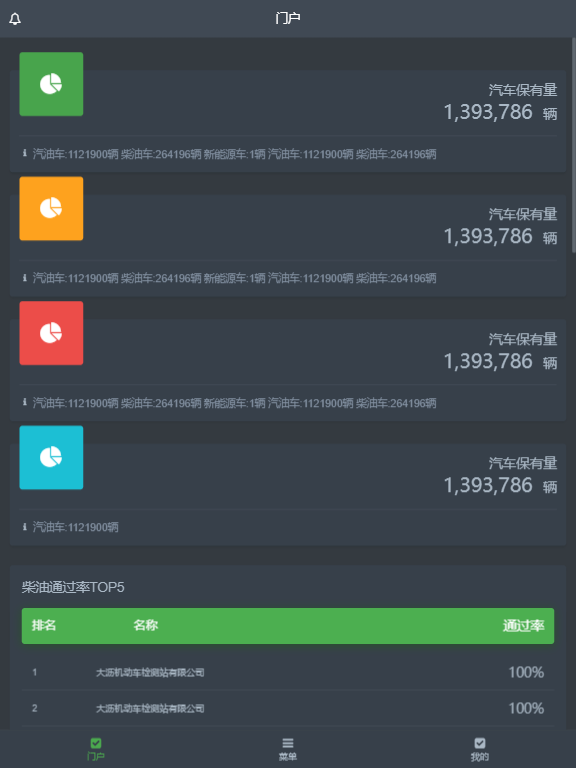 门户
汽车保有量
1,393,786 辆
汽油车:1121900辆 柴油车:264196辆 新能源车:1辆 汽油车:1121900辆 柴油车:264196辆
汽车保有量
1,393,786 辆
汽油车:1121900辆 柴油车:264196辆 新能源车:1辆 汽油车:1121900辆 柴油车:264196辆
汽车保有量
1,393,786 辆
汽油车:1121900辆 柴油车:264196辆 新能源车:1辆 汽油车:1121900辆 柴油车:264196辆
汽车保有量
1,393,786 辆
汽油车:1121900辆
柴油通过率TOP5
排名 名称 通过率
1 大沥机动车检测站有限公司 100%
2 大沥机动车检测站有限公司 100%
门户 菜单 我的